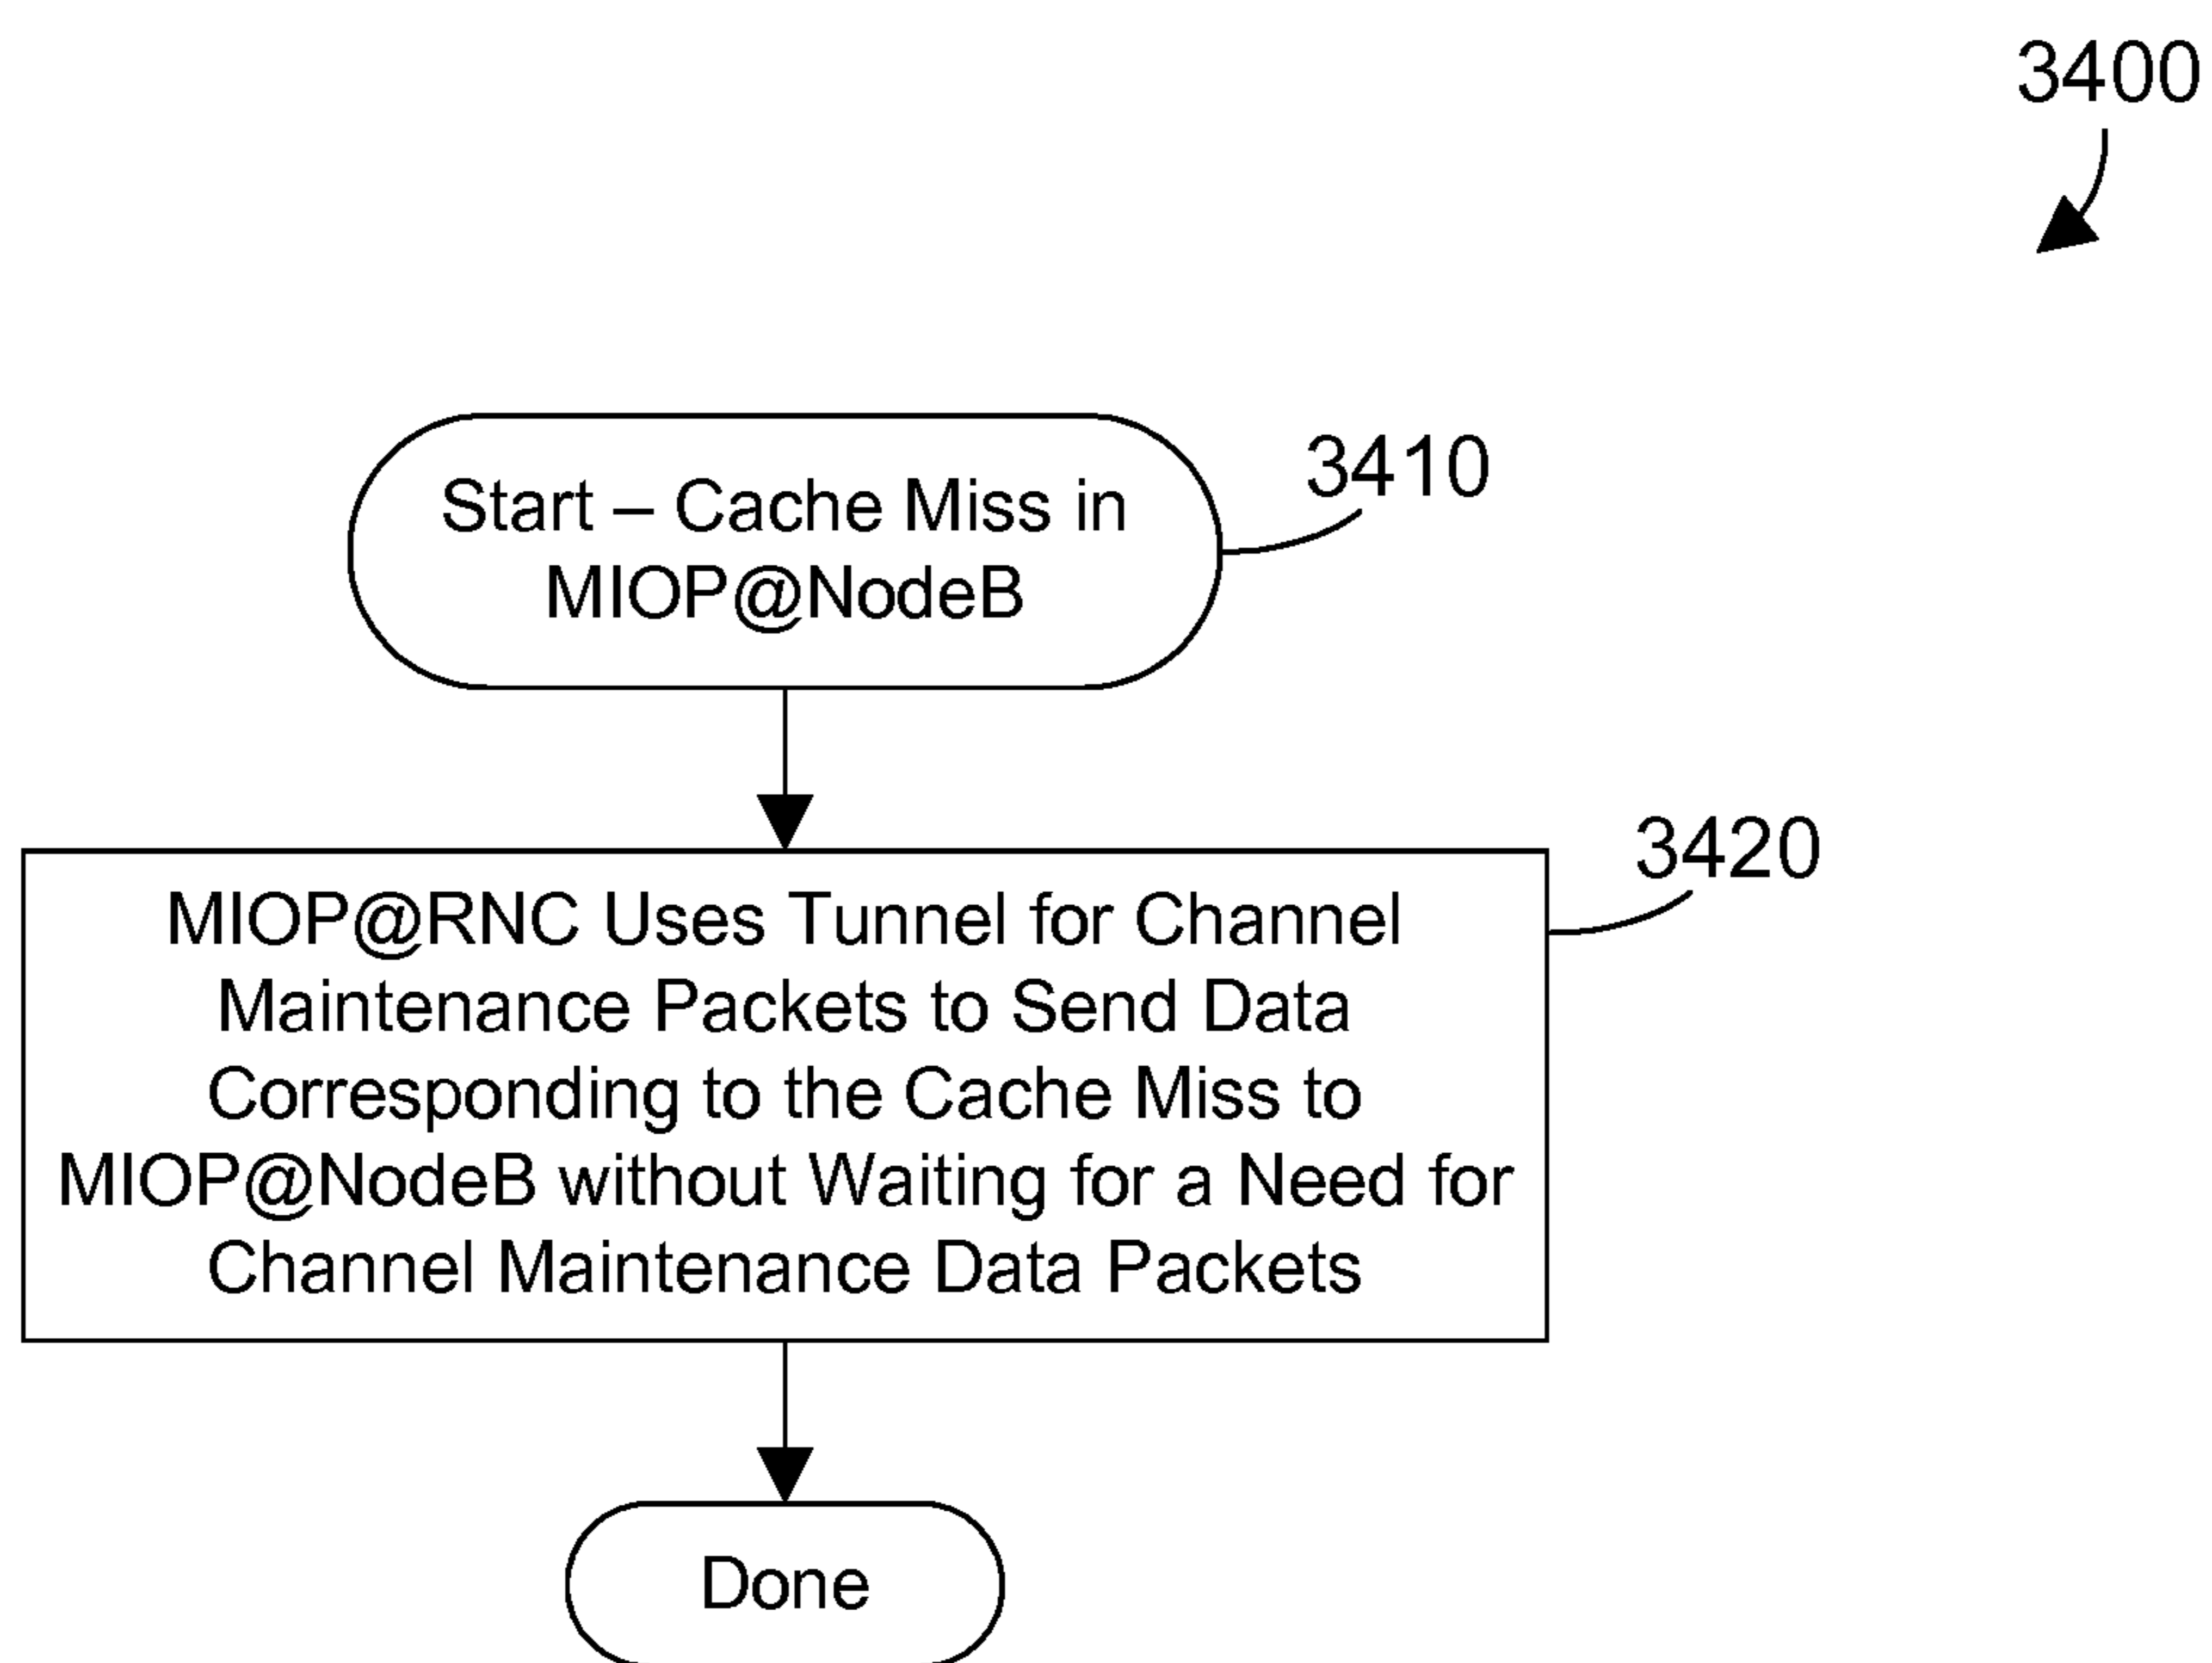 3400
Start – Cache Miss in
MIOP@NodeB
3410
MIOP@RNC Uses Tunnel for Channel
Maintenance Packets to Send Data
Corresponding to the Cache Miss to
MIOP@NodeB without Waiting for a Need for
Channel Maintenance Data Packets
3420
Done